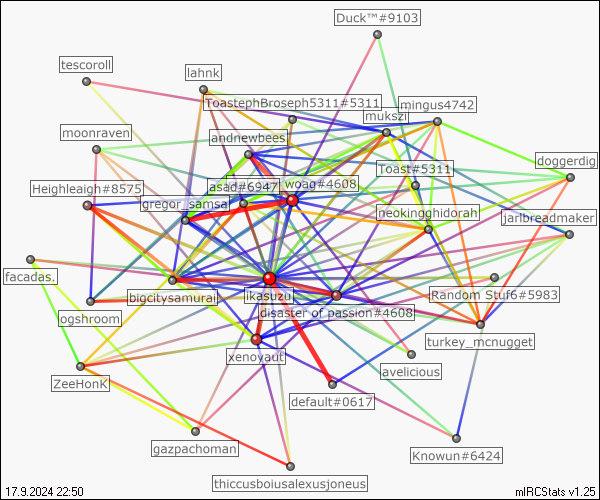 Duck™#9103
tescoroll
lahnk
ToastephBroseph5311#5311
mingus4742
mukszi
moonraven
andrewbees
Toast#5311
doggerdig
Heighleaigh#8575
asad#6947
woag#4608
gregor_samsa
neokingghidorah
jarlbreadmaker
facadas.
bigcitysamurai
ikasuzu
Random Stuf6#5983
logshroom
disaster of passion#4608
turkey_mcnugget
xenoyaut
avelicious
ZeeHonK
default#0617
gazpachoman
Knowun#6424
thiccusboiusalexusjoneus
17.9.2024 22:50
mIRCStats v1.25